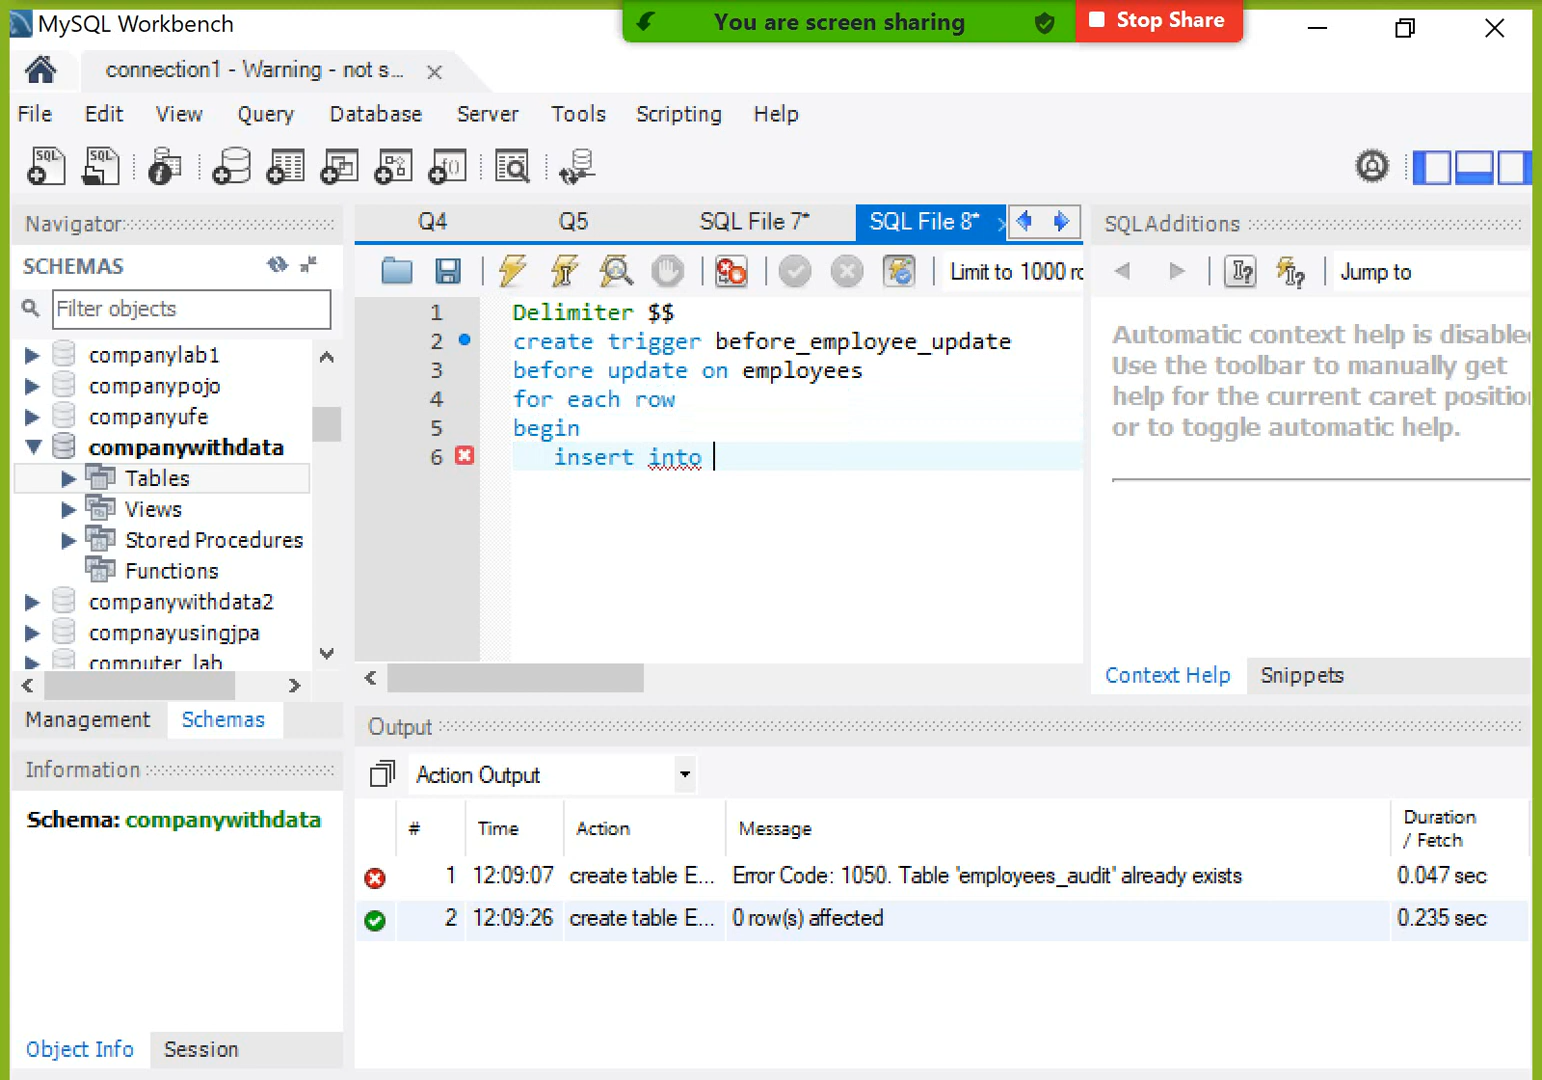 MySQL Workbench
You are screen sharing
Stop Share
connection1 - Warning - not s...
File Edit View Query Database Server Tools Scripting Help
Navigator
SCHEMAS
Filter objects
companylab1
companypojo
companyufe
companywithdata
Tables
Views
Stored Procedures
Functions
companywithdata2
compnayusingjpa
computer_lab
Management Schemas
Information
Schema: companywithdata
Object Info Session
Q4 Q5 SQL File 7* SQL File 8*
Limit to 1000 ro
1 Delimiter $$
2 create trigger before_employee_update
3 before update on employees
4 for each row
5 begin
6 insert into
SQLAdditions
Jump to
Automatic context help is disable
Use the toolbar to manually get
help for the current caret positio
or to toggle automatic help.
Context Help Snippets
Output
Action Output
# Time Action Message Duration / Fetch
1 12:09:07 create table E... Error Code: 1050. Table 'employees_audit' already exists 0.047 sec
2 12:09:26 create table E... 0 row(s) affected 0.235 sec